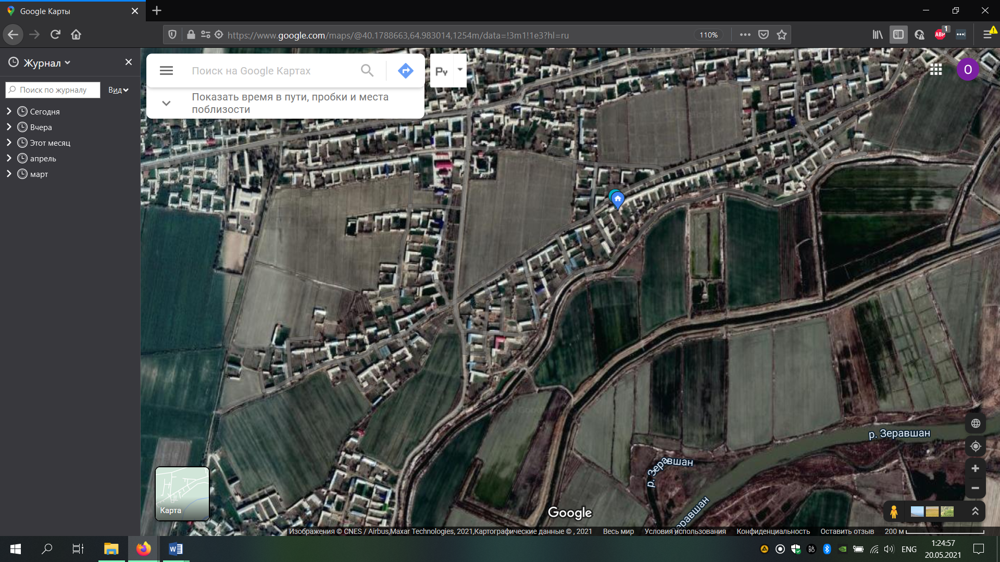 Google Карты
https://www.google.com/maps/@40.1788663,64.983014,1254m/data=!3m1!1e3?hl=ru
110%
ABP
1
Журнал
Поиск по журналу
Вид
Сегодня
Вчера
Этот месяц
апрель
март
Поиск на Google Картах
Показать время в пути, пробки и места
поблизости
O
р. Зеравшан
р. Зеравшан
Карта
Google
Изображения © CNES / Airbus,Maxar Technologies, 2021,Картографические данные © , 2021
Весь мир
Условия использования
Конфиденциальность
Оставить отзыв
200 м
ENG
1:24:57
20.05.2021